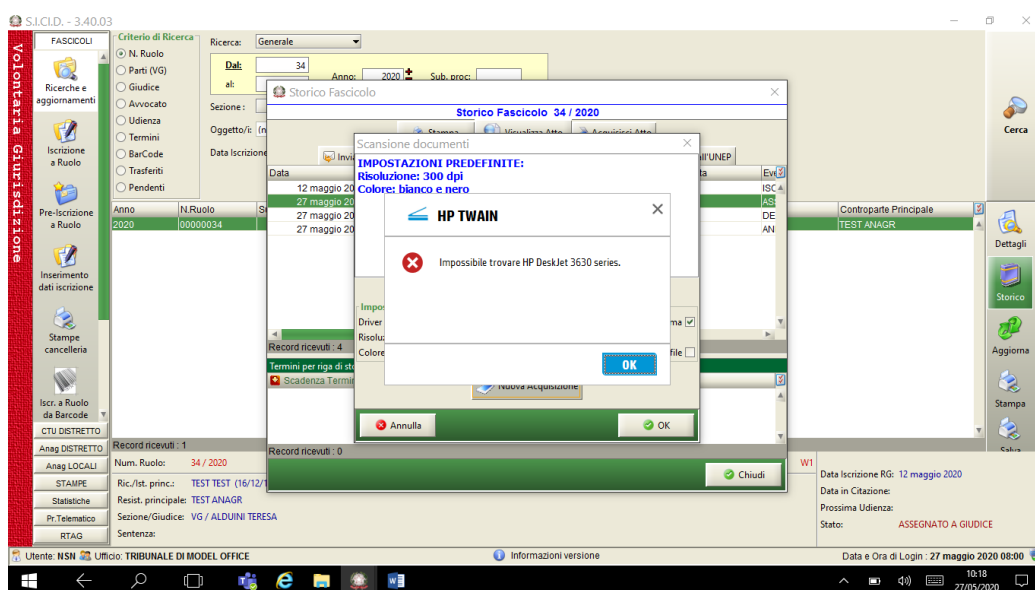 S.I.CI.D. - 3.40.03
Volontaria Giurisdizione
FASCICOLI
Ricerche e
aggiornamenti
Iscrizione
a Ruolo
Pre-Iscrizione
a Ruolo
Inserimento
dati iscrizione
Stampe
cancelleria
Iscr. a Ruolo
da Barcode
CTU DISTRETTO
Anag DISTRETTO
Anag LOCALI
STAMPE
Statistiche
Pr.Telematico
RTAG
Criterio di Ricerca
N. Ruolo
Parti (VG)
Giudice
Avvocato
Udienza
Termini
BarCode
Trasferiti
Pendenti
Ricerca: Generale
Dal: 34
al:
Anno: 2020 Sub. proc:
Sezione :
Oggetto/i:
Data Iscrizione
Cerca
Anno N.Ruolo Controparte Principale
2020 00000034 TEST ANAGR
Dettagli
Storico
Aggiorna
Stampa
Salva
Storico Fascicolo
Storico Fascicolo 34 / 2020
Stampa Visualizza Atto Acquisisci Atto
Data
12 maggio 20
27 maggio 20
27 maggio 20
27 maggio 20
ISC
AS
DE
AN
Record ricevuti : 4
Termini per riga di sto
Scadenza Termi
Record ricevuti : 0
Chiudi
Scansione documenti
IMPOSTAZIONI PREDEFINITE:
Risoluzione: 300 dpi
Colore: bianco e nero
HP TWAIN
Impossibile trovare HP DeskJet 3630 series.
OK
Driver
Colore file
Nuova Acquisizione
Annulla OK
Record ricevuti : 1
Num. Ruolo: 34 / 2020
Ric./Ist. princ.: TEST TEST (16/12/1
Resist. principale: TEST ANAGR
Sezione/Giudice: VG / ALDUINI TERESA
Sentenza:
W1
Data Iscrizione RG: 12 maggio 2020
Data in Citazione:
Prossima Udienza:
Stato: ASSEGNATO A GIUDICE
Utente: NSN Ufficio: TRIBUNALE DI MODEL OFFICE
Informazioni versione
Data e Ora di Login : 27 maggio 2020 08:00
10:18
27/05/2020